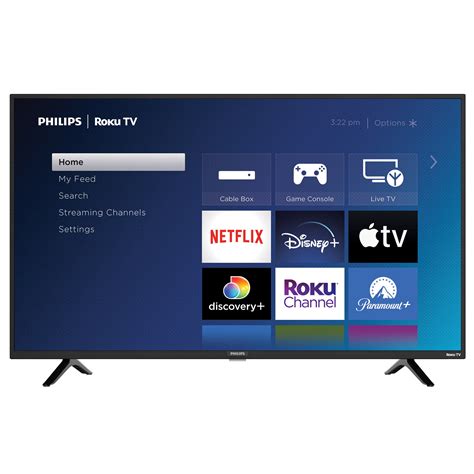 PHILIPS | Roku TV
3:22 pm | Options
Home
My Feed
Search
Streaming Channels
Settings
Cable Box
Game Console
Live TV
NETFLIX
Disney+
tv
discovery+
Roku
Channel
Paramount+
PHILIPS
Roku TV